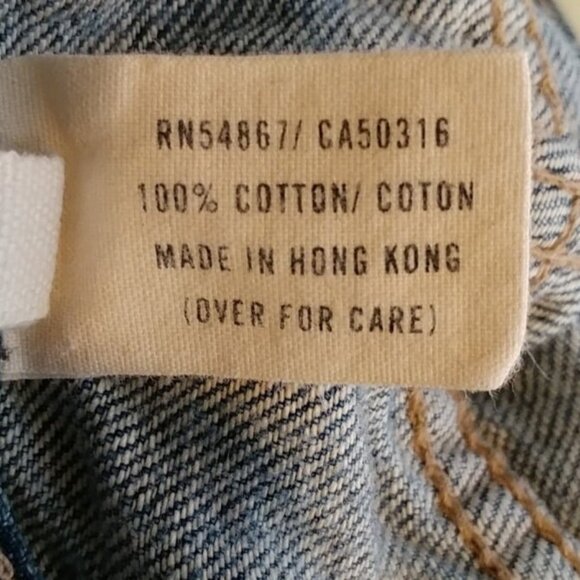 RN54867/ CA50316
100% COTTON/ COTON
MADE IN HONG KONG
(OVER FOR CARE)